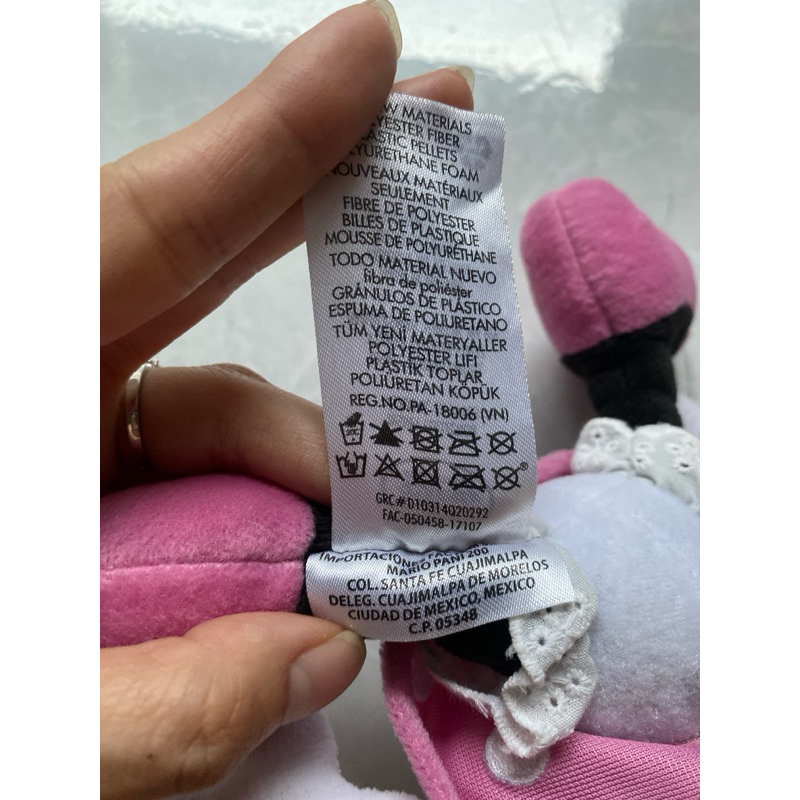 MATERIALS
FIBER
PELLETS
FOAM
NOUVEAUX MATÉRIAUX
SEULEMENT
FIBRE DE POLYESTER
BILLES DE PLASTIQUE
MOUSSE DE POLYURÉTHANE
TODO MATERIAL NUEVO
fibra de poliéster
GRÁNULOS DE PLÁSTICO
ESPUMA DE POLIURETANO
TÜM YENİ MATERYALLER
POLYESTER LİFİ
PLASTİK TOPLAR
POLİÜRETAN KÖPÜK
REG.NO.PA-18006 (VN)
GRC# D10314Q20292
FAC-050458-17107
MARIO PANI 200
COL. SANTA FE CUAJIMALPA
DELEG. CUAJIMALPA DE MORELOS
CIUDAD DE MEXICO, MEXICO
C.P. 05348